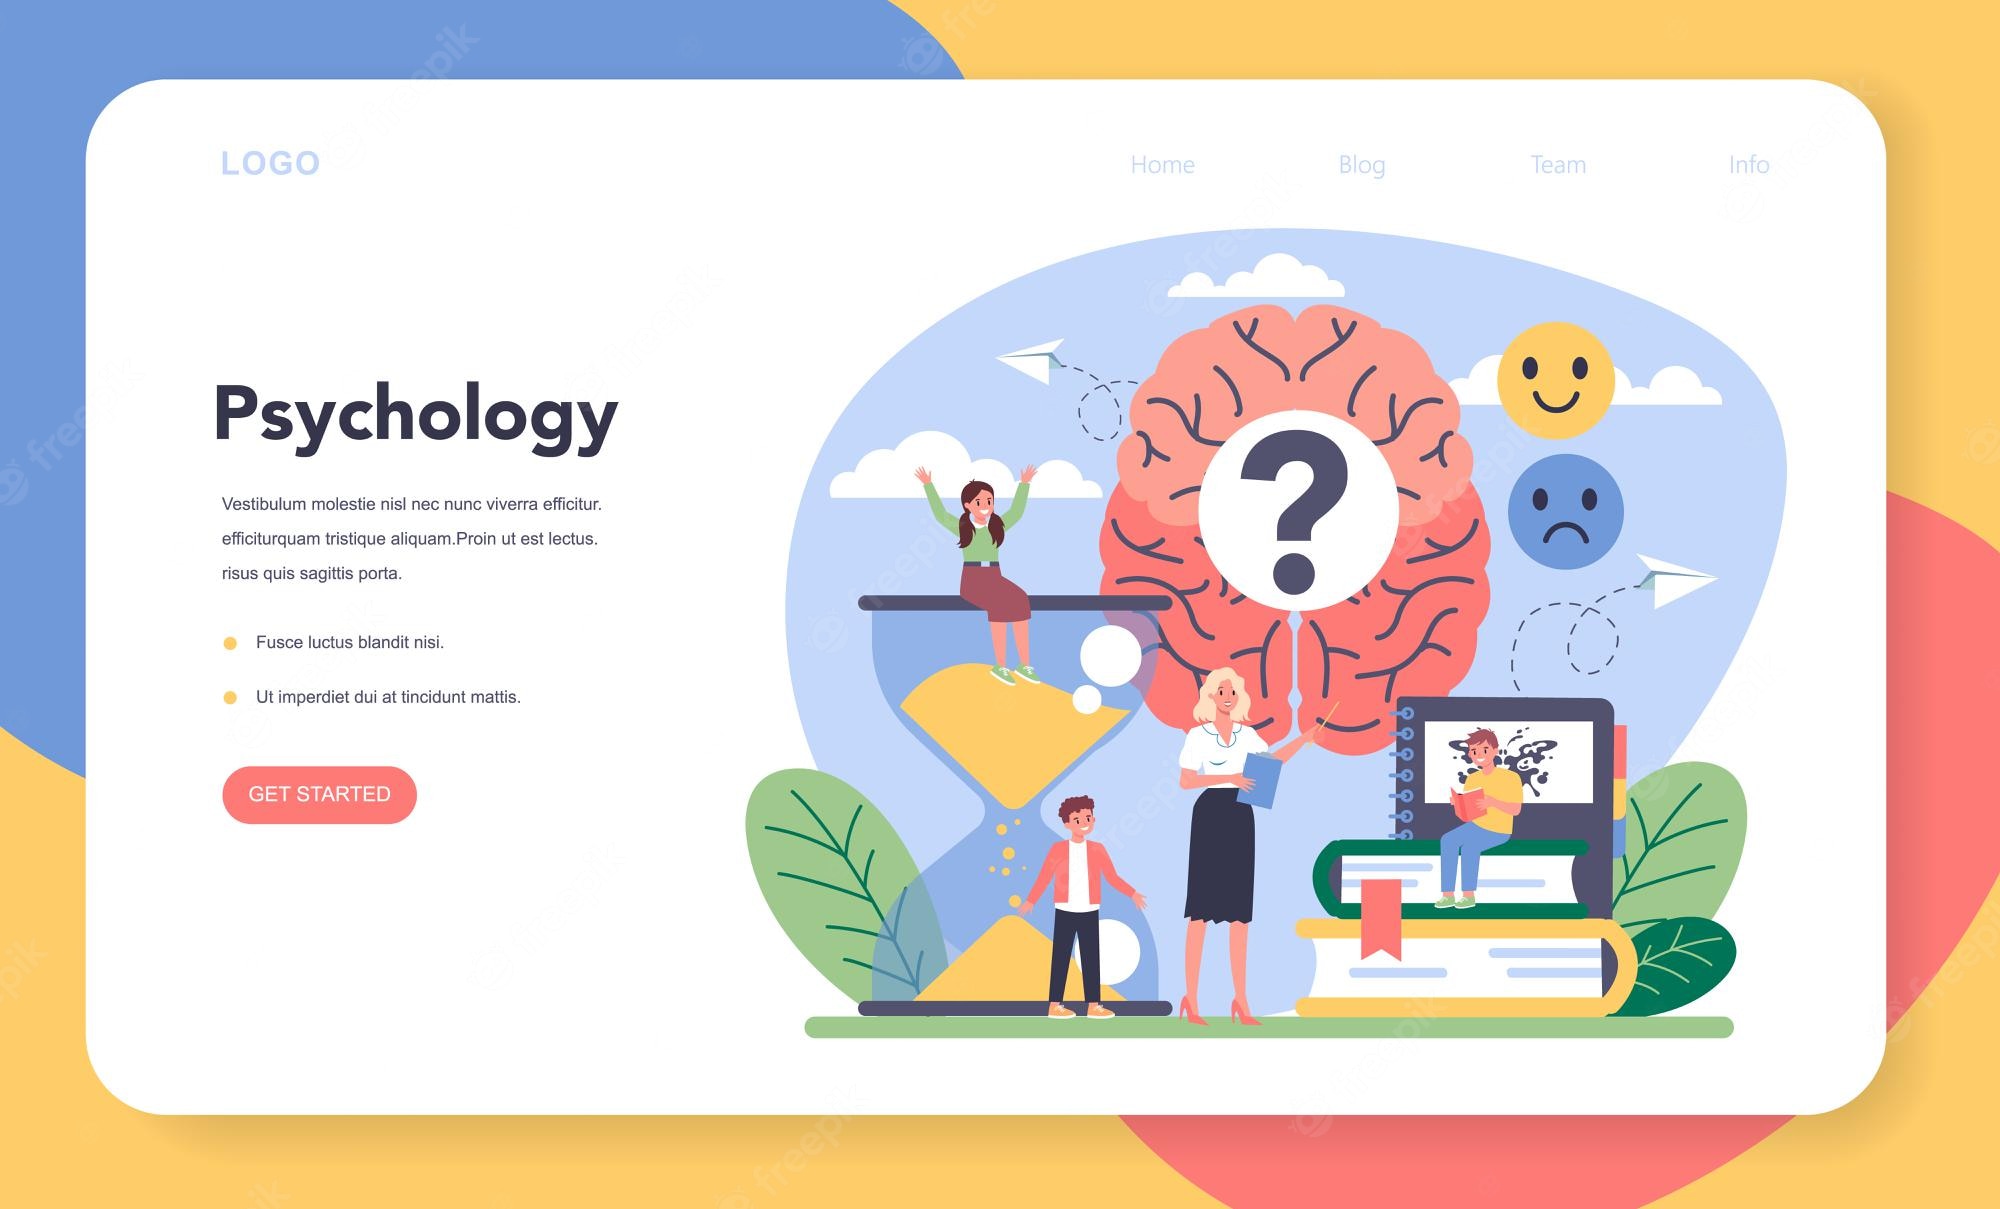 LOGO
Home
Blog
Team
Info
Psychology
Vestibulum molestie nisl nec nunc viverra efficitur.
efficiturquam tristique aliquam.Proin ut est lectus.
risus quis sagittis porta.
Fusce luctus blandit nisi.
Ut imperdiet dui at tincidunt mattis.
GET STARTED
?
freepik